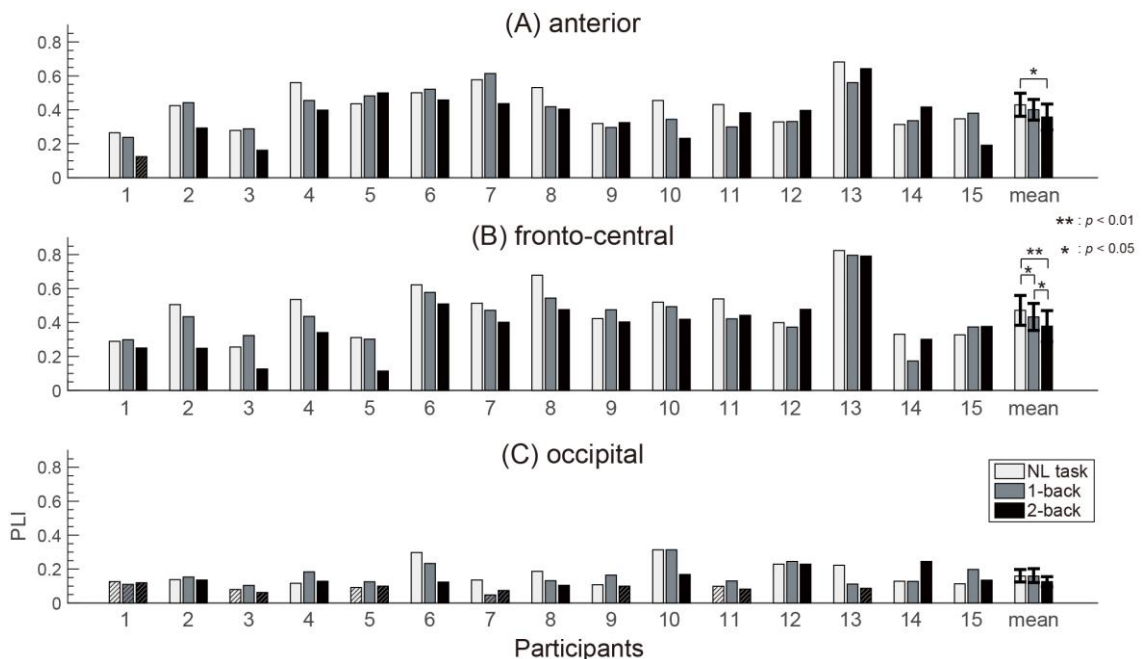 (A) anterior
0.8
0.6
0.4
0.2
0
*
1 2 3 4 5 6 7 8 9 10 11 12 13 14 15 mean
** : p < 0.01
* : p < 0.05
(B) fronto-central
0.8
0.6
0.4
0.2
0
**
*
*
1 2 3 4 5 6 7 8 9 10 11 12 13 14 15 mean
(C) occipital
0.8
0.6
0.4
0.2
0
PLI
NL task
1-back
2-back
1 2 3 4 5 6 7 8 9 10 11 12 13 14 15 mean
Participants